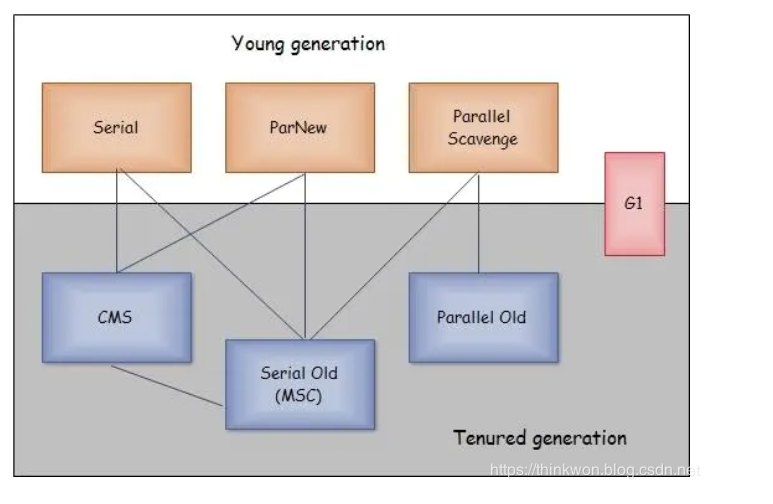 Young generation
Serial
ParNew
Parallel
Scavenge
G1
CMS
Parallel Old
Serial Old
(MSC)
Tenured generation
https://thinkwon.blog.csdn.net